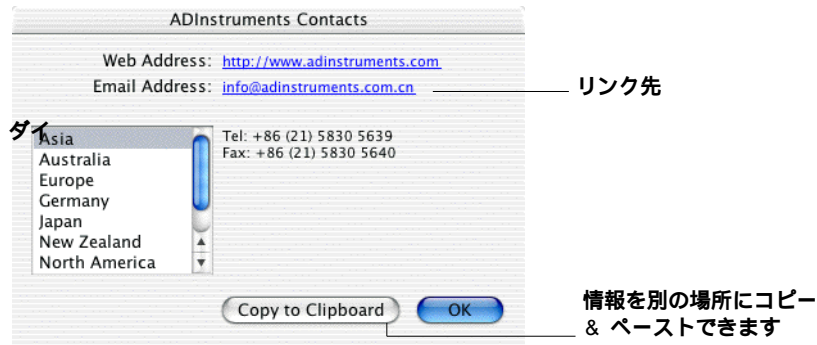 ADInstruments Contacts
Web Address: http://www.adinstruments.com
Email Address: info@adinstruments.com.cn
リンク先
ダイ
Asia
Australia
Europe
Germany
Japan
New Zealand
North America
Tel: +86 (21) 5830 5639
Fax: +86 (21) 5830 5640
Copy to Clipboard
OK
情報を別の場所にコピー
& ペーストできます